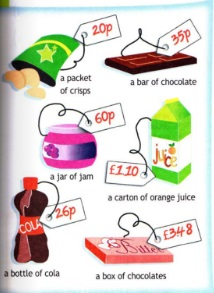 20p
35p
a packet
of crisps
a bar of chocolate
60p
juice
a jar of jam
£1·10
a carton of orange juice
COLA
26p
£3·48
a bottle of cola
a box of chocolates